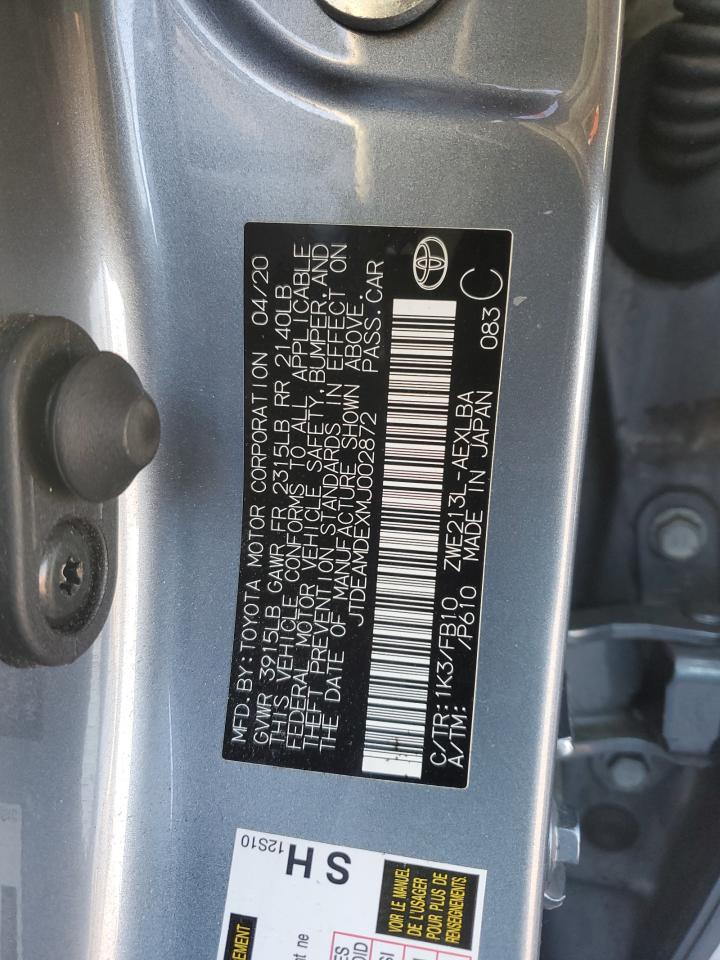 MFD. BY: TOYOTA MOTOR CORPORATION 04/20
GVWR 3915LB GAWR FR 2315LB RR 2140LB
THIS VEHICLE CONFORMS TO ALL APPLICABLE
FEDERAL MOTOR VEHICLE SAFETY, BUMPER, AND
THEFT PREVENTION STANDARDS IN EFFECT ON
THE DATE OF MANUFACTURE SHOWN ABOVE.
JTDEAMDEXMJ002872 PASS. CAR
C/TR: 1K3/FB10 ZWE213L-AEXLBA 083 C
A/TM: /P610 MADE IN JAPAN
12S10
S H
VOIR LE MANUEL
DE L'USAGER
POUR PLUS DE
RENSEIGNEMENTS.